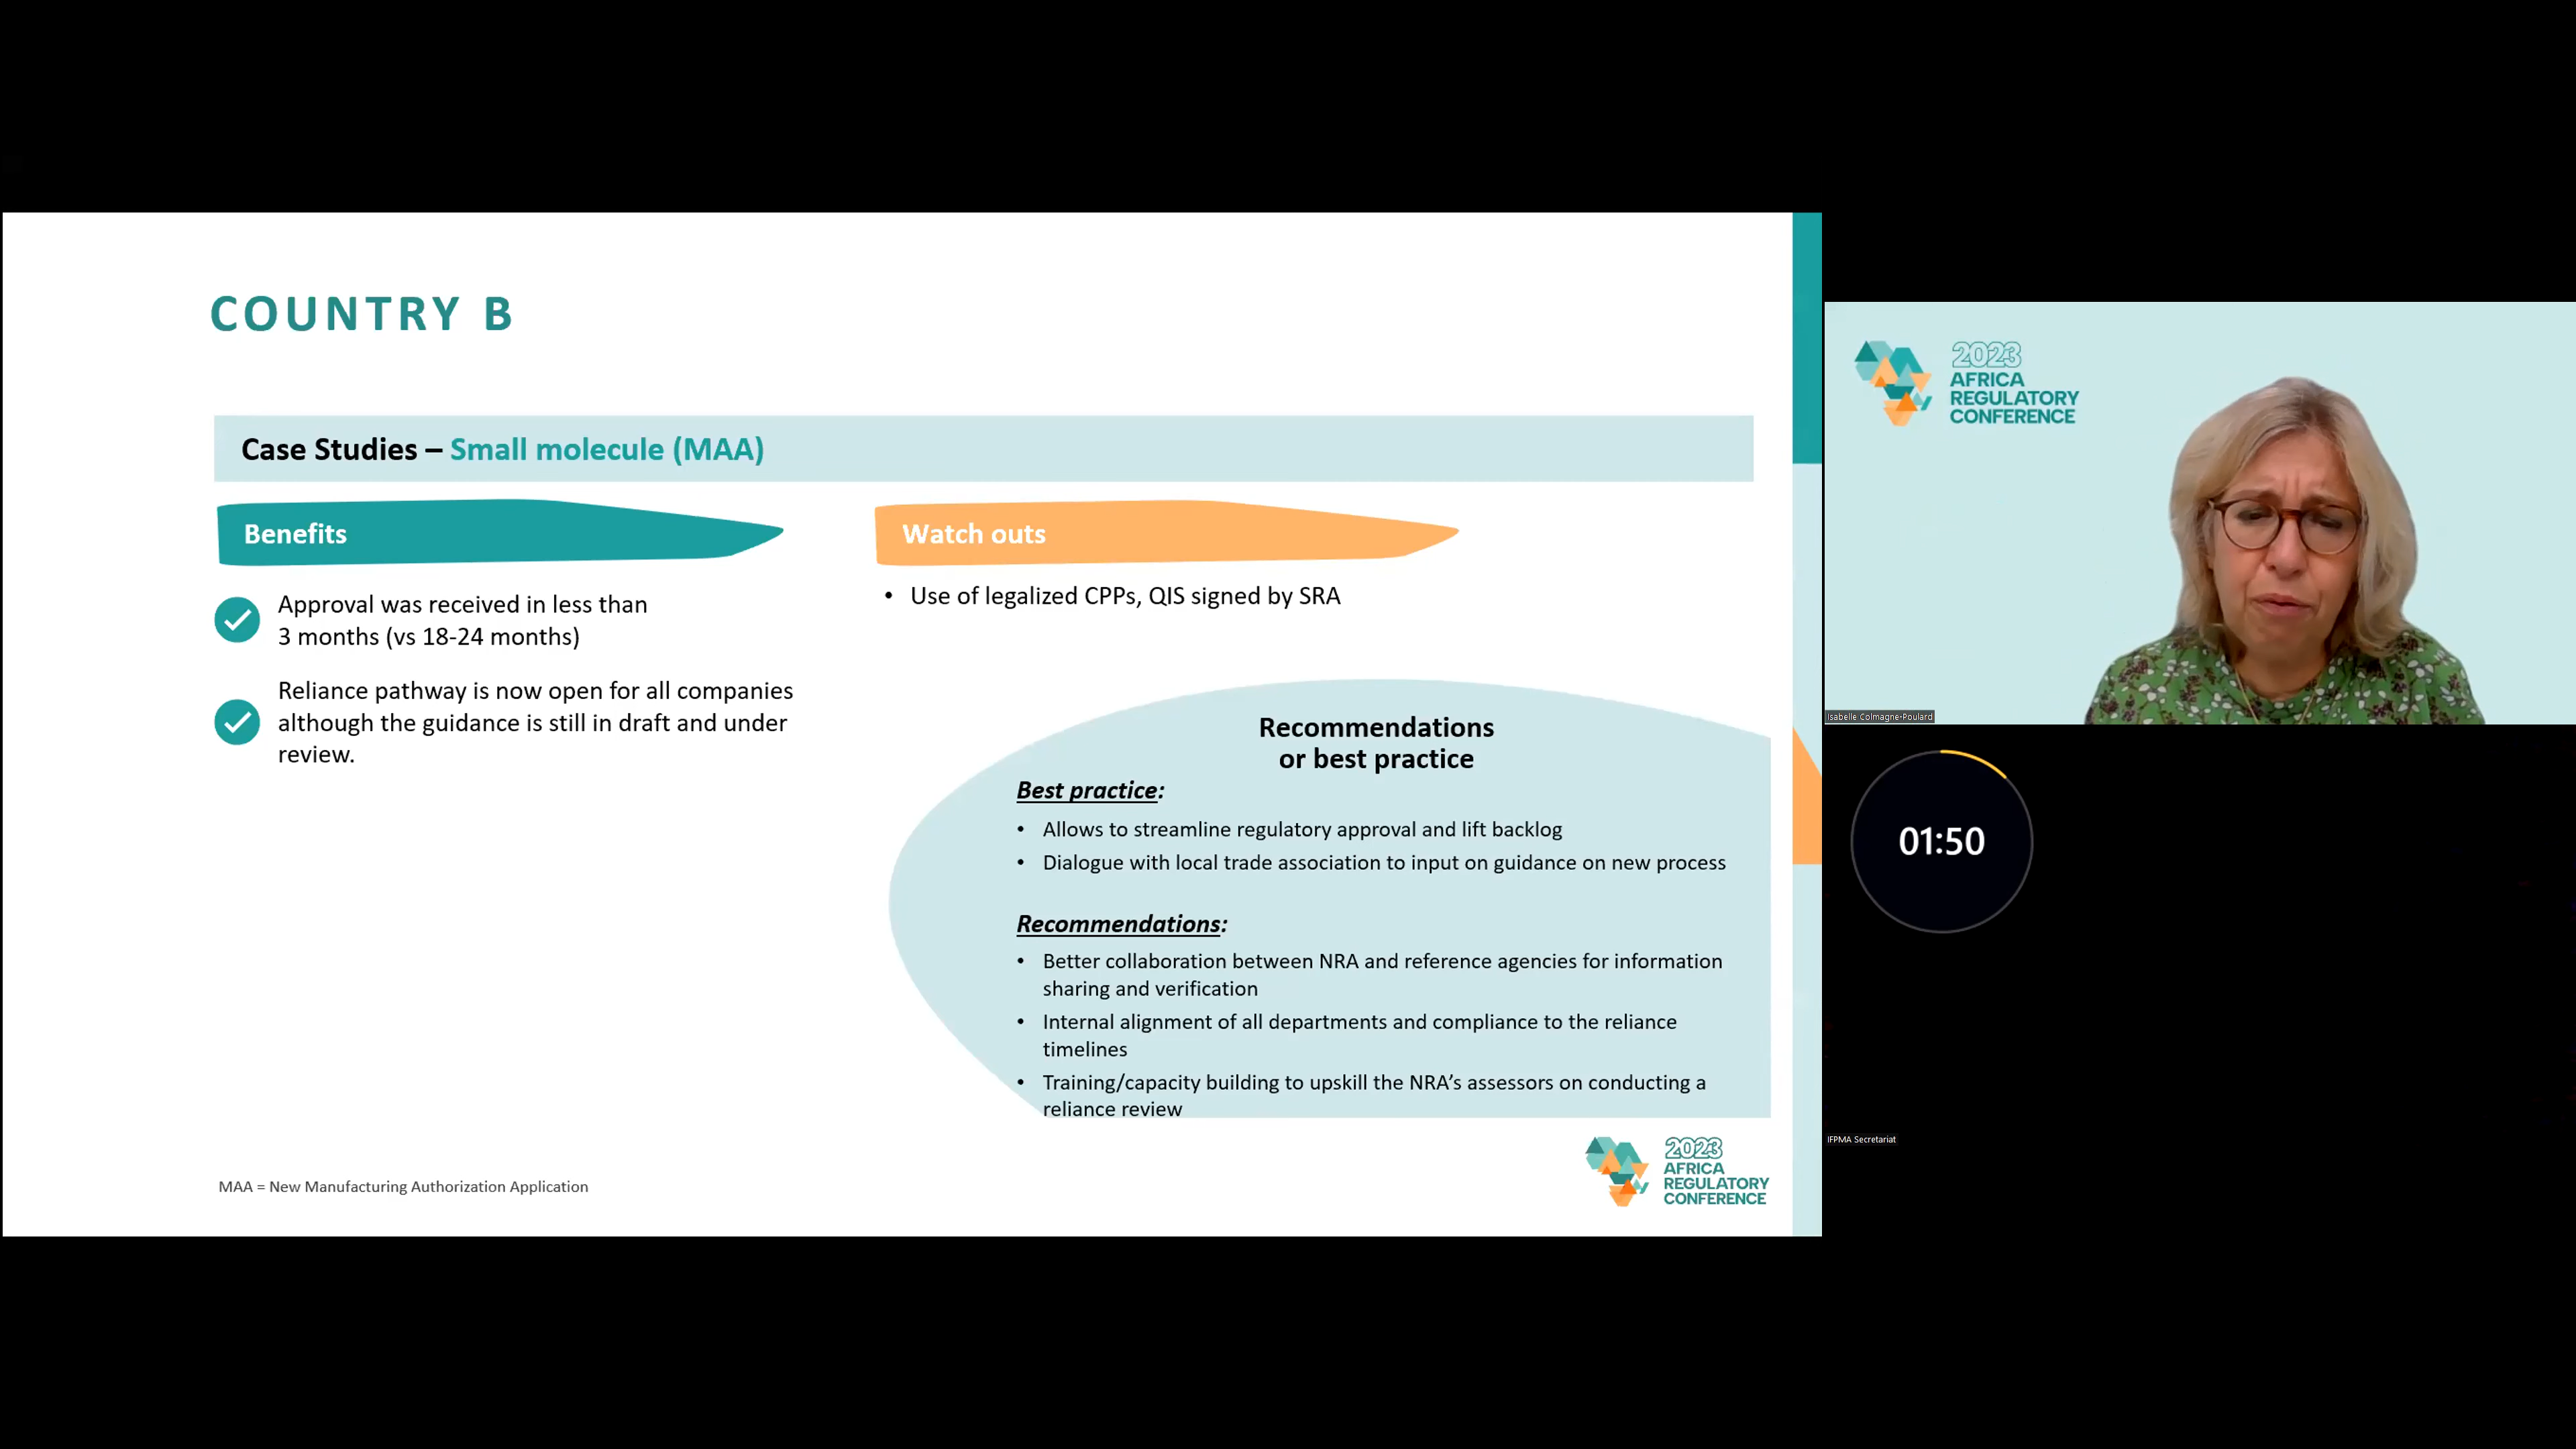 COUNTRY B
Case Studies – Small molecule (MAA)
Benefits
Approval was received in less than
3 months (vs 18-24 months)
Reliance pathway is now open for all companies
although the guidance is still in draft and under
review.
Watch outs
• Use of legalized CPPs, QIS signed by SRA
Recommendations
or best practice
Best practice:
• Allows to streamline regulatory approval and lift backlog
• Dialogue with local trade association to input on guidance on new process
Recommendations:
• Better collaboration between NRA and reference agencies for information
sharing and verification
• Internal alignment of all departments and compliance to the reliance
timelines
• Training/capacity building to upskill the NRA’s assessors on conducting a
reliance review
MAA = New Manufacturing Authorization Application
2023
AFRICA
REGULATORY
CONFERENCE
2023
AFRICA
REGULATORY
CONFERENCE
Isabelle Colmagne-Poulard
01:50
IFPMA Secretariat